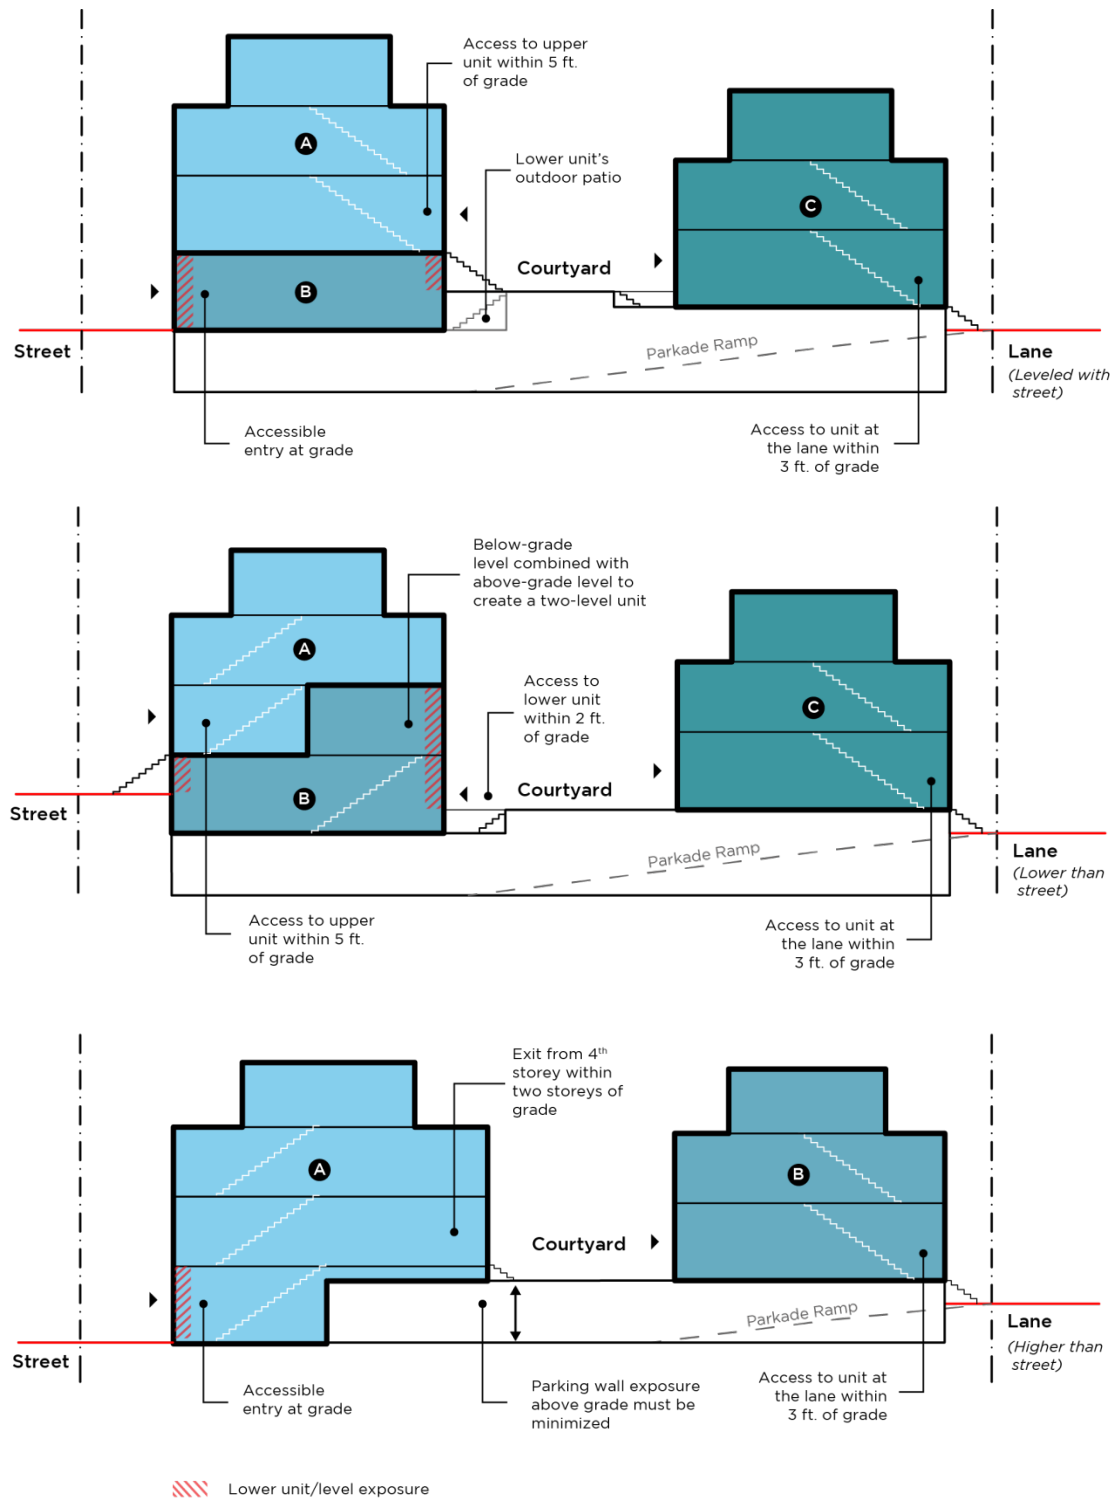 Access to upper
unit within 5 ft.
of grade
A
Lower unit's
outdoor patio
C
Courtyard
B
Street
Parkade Ramp
Lane
(Leveled with
street)
Accessible
entry at grade
Access to unit at
the lane within
3 ft. of grade
Below-grade
level combined with
above-grade level to
create a two-level unit
A
Access to
lower unit
within 2 ft.
of grade
C
Courtyard
B
Street
Parkade Ramp
Lane
(Lower than
street)
Access to upper
unit within 5 ft.
of grade
Access to unit at
the lane within
3 ft. of grade
Exit from 4th
storey within
two storeys of
grade
A
B
Courtyard
Parkade Ramp
Street
Lane
(Higher than
street)
Accessible
entry at grade
Parking wall exposure
above grade must be
minimized
Access to unit at
the lane within
3 ft. of grade
Lower unit/level exposure